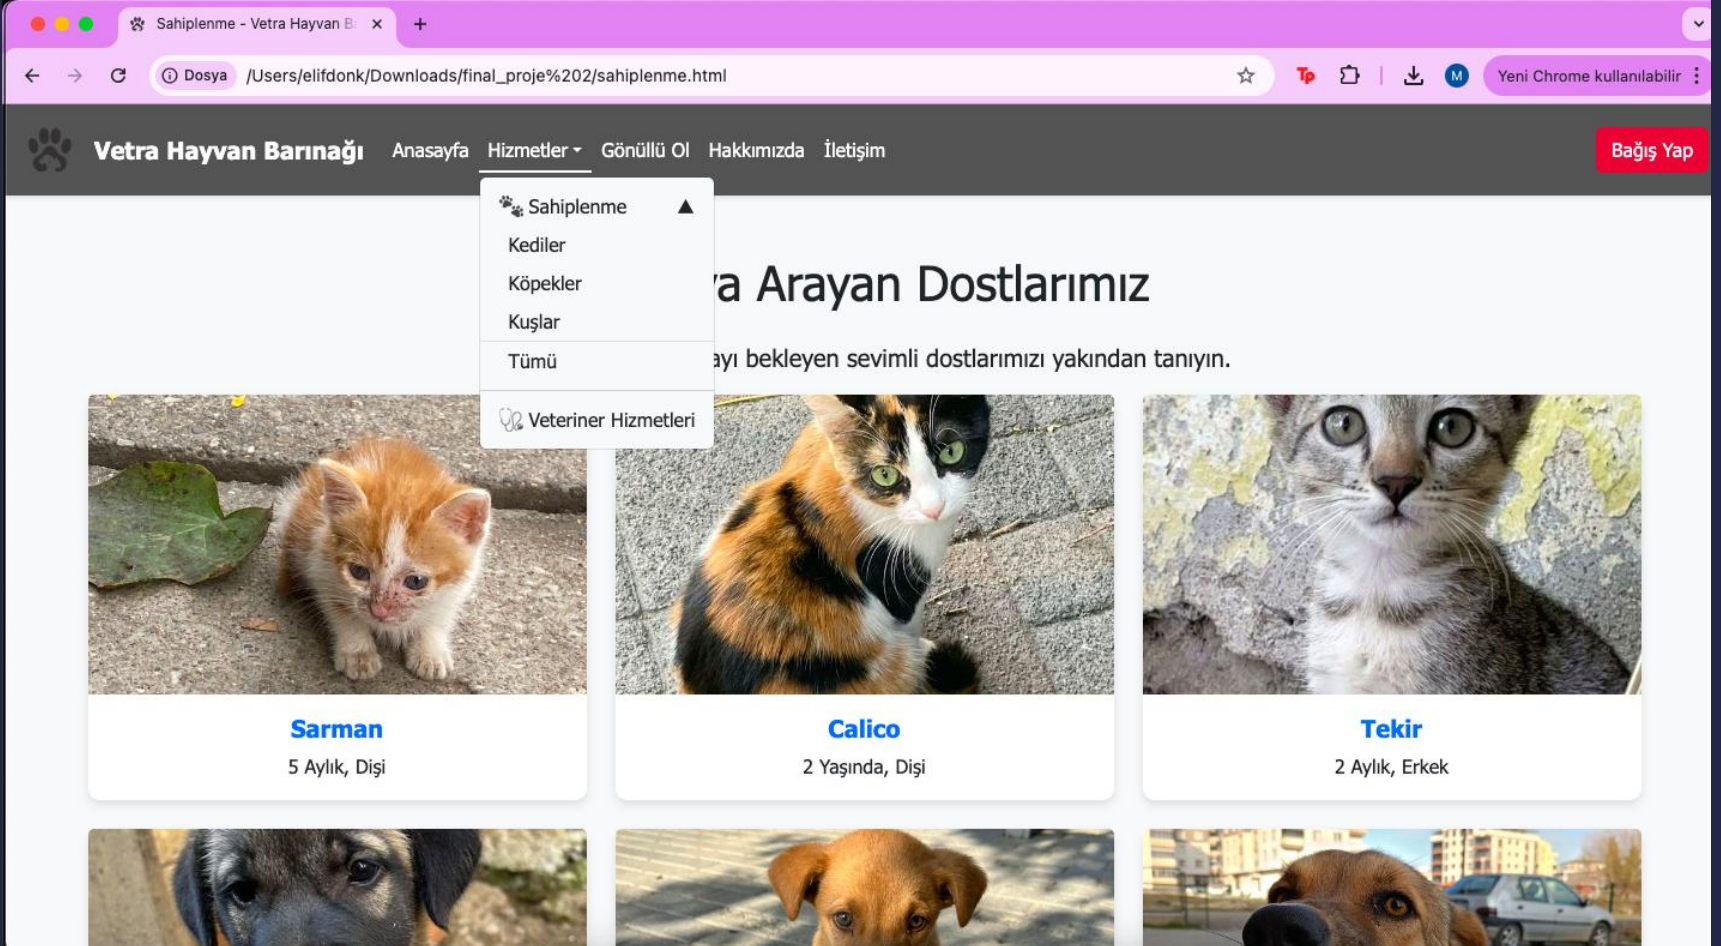 Sahiplenme - Vetra Hayvan B
Dosya /Users/elifdonk/Downloads/final_proje%202/sahiplenme.html Tp M Yeni Chrome kullanılabilir
Vetra Hayvan Barınağı Anasayfa Hizmetler Gönüllü Ol Hakkımızda İletişim Bağış Yap
Sahiplenme
Kediler
Köpekler
Kuşlar
Tümü
Veteriner Hizmetleri
Arayan Dostlarımız
bekleyen sevimli dostlarımızı yakından tanıyın.
Sarman
5 Aylık, Dişi
Calico
2 Yaşında, Dişi
Tekir
2 Aylık, Erkek